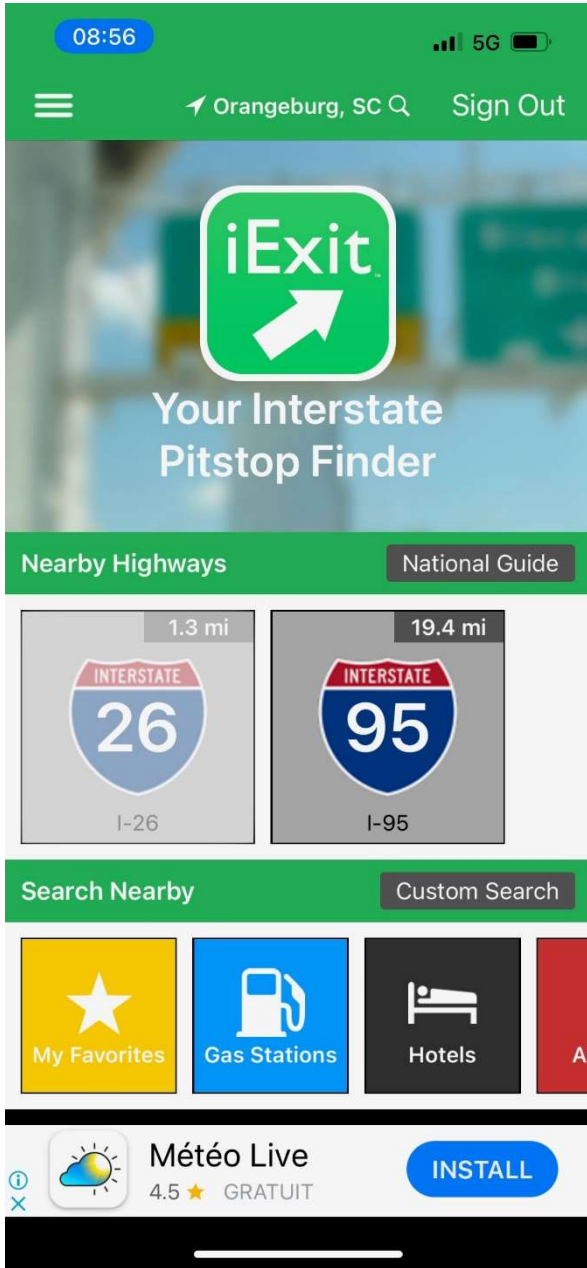 08:56
5G
Orangeburg, SC
Sign Out
iExit™
Your Interstate
Pitstop Finder
Nearby Highways
National Guide
1.3 mi
19.4 mi
INTERSTATE
INTERSTATE
26
95
I-26
I-95
Search Nearby
Custom Search
My Favorites
Gas Stations
Hotels
A
Météo Live
INSTALL
4.5 ★ GRATUIT